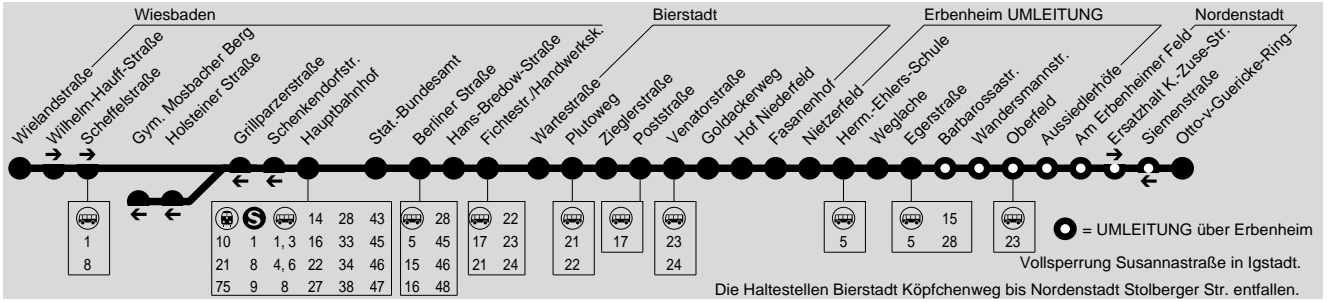 Wiesbaden
Bierstadt
Erbenheim UMLEITUNG
Nordenstadt
Wielandstraße
Wilhelm-Hauff-Straße
Scheffelstraße
Gym. Mosbacher Berg
Holsteiner Straße
Grillparzerstraße
Schenkendorfstr.
Hauptbahnhof
Stat.-Bundesamt
Berliner Straße
Hans-Bredow-Straße
Fichtestr./Handwerksk.
Wartestraße
Plutoweg
Zieglerstraße
Poststraße
Venatorstraße
Goldackerweg
Hof Niederfeld
Fasanenhof
Nietzerfeld
Herm.-Ehlers-Schule
Weglache
Egerstraße
Barbarossastr.
Wandersmannstr.
Oberfeld
Aussiedlerhöfe
Am Erbenheimer Feld
Ersatzhalt K.-Zuse-Str.
Siemenstraße
Otto-v-Guericke-Ring
1
8
S 14 28 43
10 1 1, 3 16 33 45
21 8 4, 6 22 34 46
75 9 8 27 38 47
28
5 45
15 46
16 48
22
17 23
21 24
21
22
17
23
24
5
15
5 28
23
= UMLEITUNG über Erbenheim
Vollsperrung Susannastraße in Igstadt.
Die Haltestellen Bierstadt Köpfchenweg bis Nordenstadt Stolberger Str. entfallen.